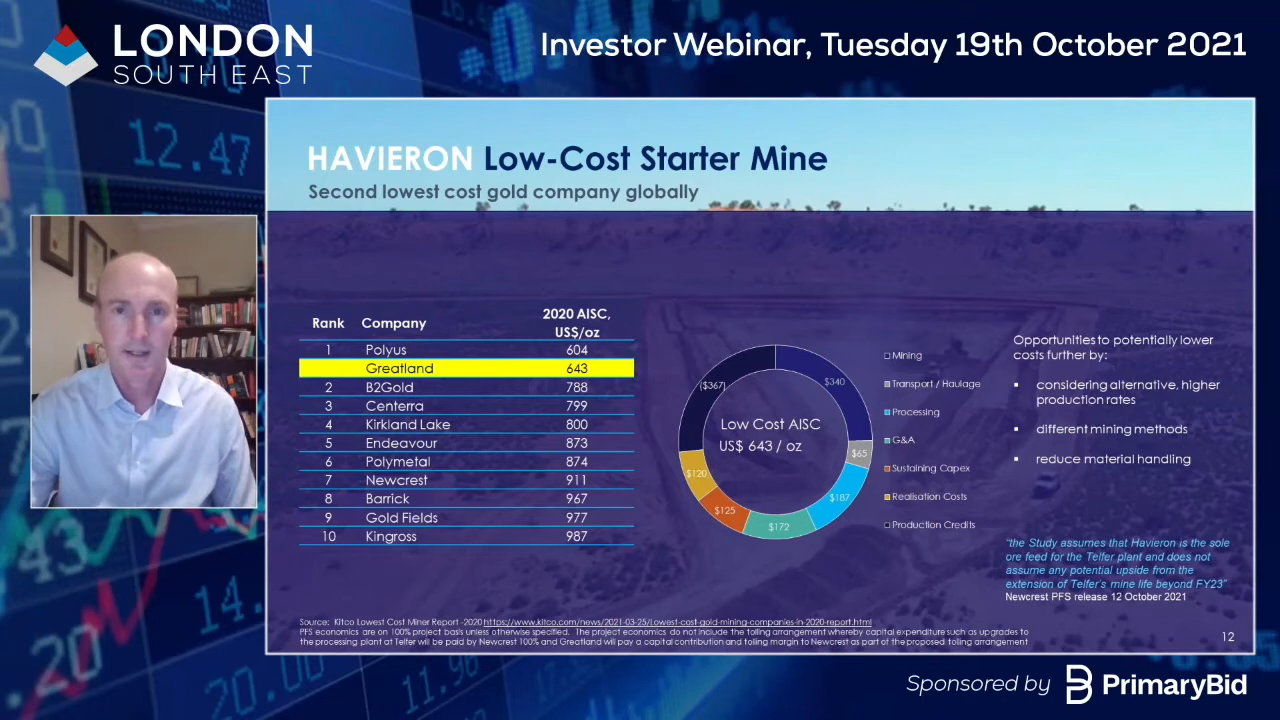 LONDON
SOUTH EAST
Investor Webinar, Tuesday 19th October 2021
12.47
HAVIERON Low-Cost Starter Mine
Second lowest cost gold company globally
Rank Company 2020 AISC, US$/oz
1 Polyus 604
Greatland 643
2 B2Gold 788
3 Centerra 799
4 Kirkland Lake 800
5 Endeavour 873
6 Polymetal 874
7 Newcrest 911
8 Barrick 967
9 Gold Fields 977
10 Kingross 987
($367)
$340
$65
$187
$172
$125
$120
Low Cost AISC
US$ 643 / oz
Mining
Transport / Haulage
Processing
G&A
Sustaining Capex
Realisation Costs
Production Credits
Opportunities to potentially lower
costs further by:
▪ considering alternative, higher
production rates
▪ different mining methods
▪ reduce material handling
"the Study assumes that Havieron is the sole
ore feed for the Telfer plant and does not
assume any potential upside from the
extension of Telfer's mine life beyond FY23"
Newcrest PFS release 12 October 2021
Source: Kitco Lowest Cost Miner Report -2020 https://www.kitco.com/news/2021-03-25/Lowest-cost-gold-mining-companies-in-2020-report.html
PFS economics are on 100% project basis unless otherwise specified. The project economics do not include the tolling arrangement whereby capital expenditure such as upgrades to
the processing plant at Telfer will be paid by Newcrest 100% and Greatland will pay a capital contribution and tolling margin to Newcrest as part of the proposed tolling arrangement
12
43
20
14.
.20
20.00
11.98
Sponsored by PrimaryBid